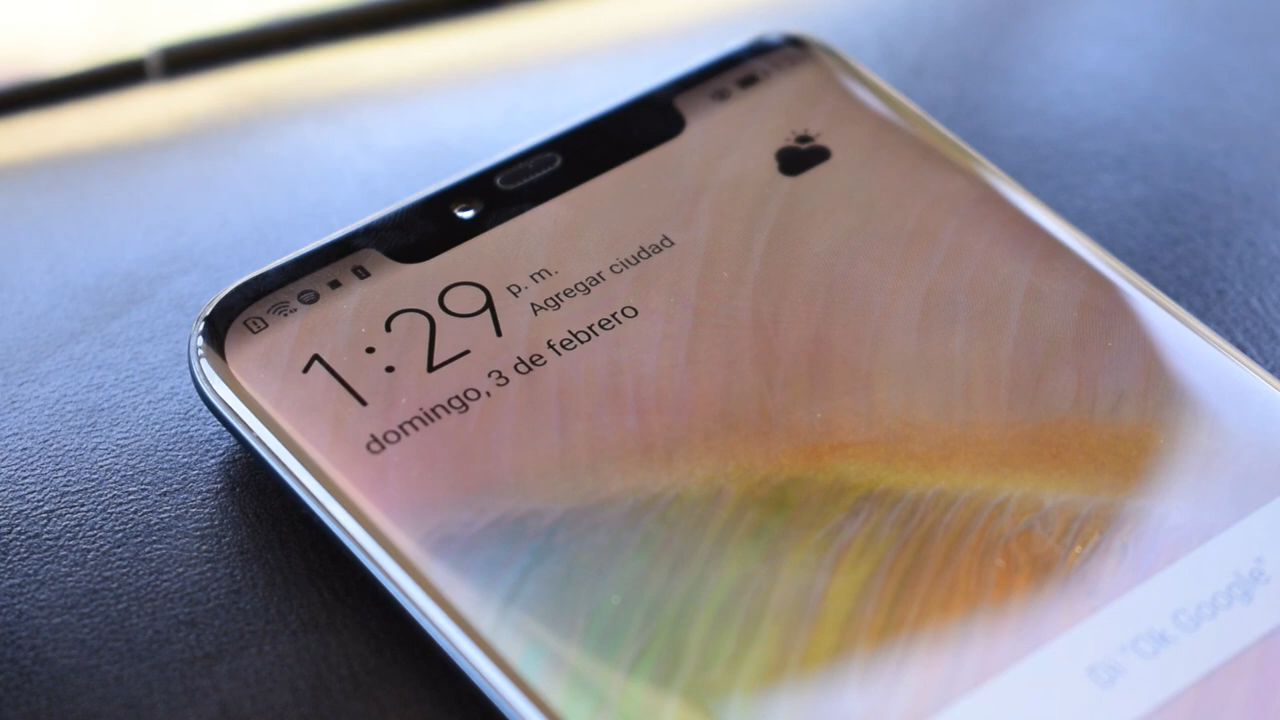 1:29 p. m.
Agregar ciudad
domingo, 3 de febrero
Di "Ok Google"